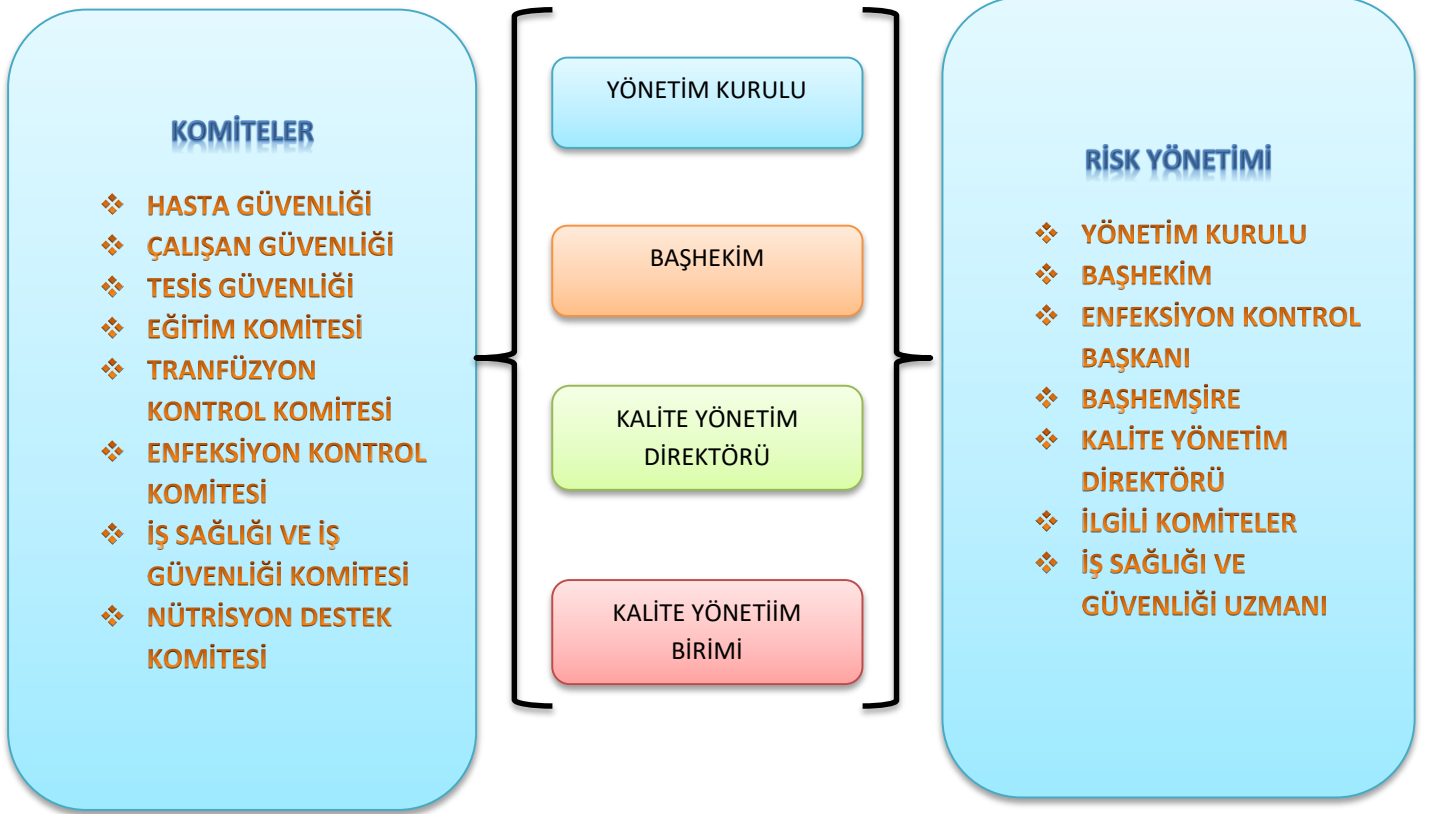 KOMİTELER
HASTA GÜVENLİĞİ
ÇALIŞAN GÜVENLİĞİ
TESİS GÜVENLİĞİ
EĞİTİM KOMİTESİ
TRANFÜZYON
KONTROL KOMİTESİ
ENFEKSİYON KONTROL
KOMİTESİ
İŞ SAĞLIĞI VE İŞ
GÜVENLİĞİ KOMİTESİ
NÜTRİSYON DESTEK
KOMİTESİ
YÖNETİM KURULU
BAŞHEKİM
KALİTE YÖNETİM
DİREKTÖRÜ
KALİTE YÖNETİİM
BİRİMİ
RİSK YÖNETİMİ
YÖNETİM KURULU
BAŞHEKİM
ENFEKSİYON KONTROL
BAŞKANI
BAŞHEMŞİRE
KALİTE YÖNETİM
DİREKTÖRÜ
İLGİLİ KOMİTELER
İŞ SAĞLIĞI VE
GÜVENLİĞİ UZMANI